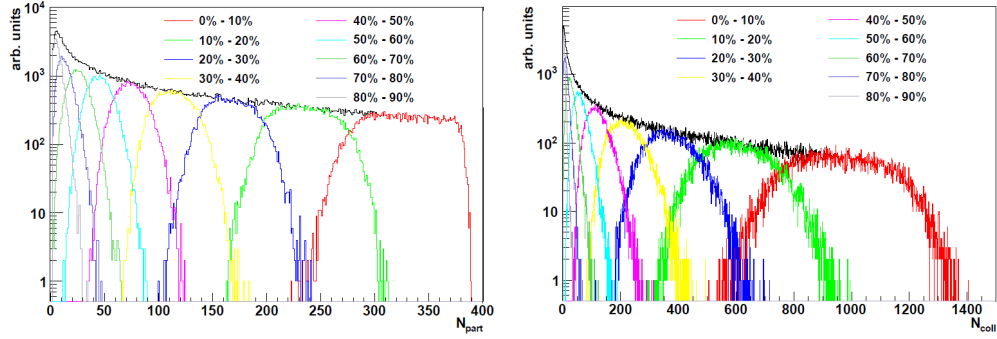 arb. units
10⁴
10³
10²
10
1
0% - 10%
10% - 20%
20% - 30%
30% - 40%
40% - 50%
50% - 60%
60% - 70%
70% - 80%
80% - 90%
0 50 100 150 200 250 300 350 400
N_part
arb. units
10³
10²
10
1
0% - 10%
10% - 20%
20% - 30%
30% - 40%
40% - 50%
50% - 60%
60% - 70%
70% - 80%
80% - 90%
0 200 400 600 800 1000 1200 1400
N_coll